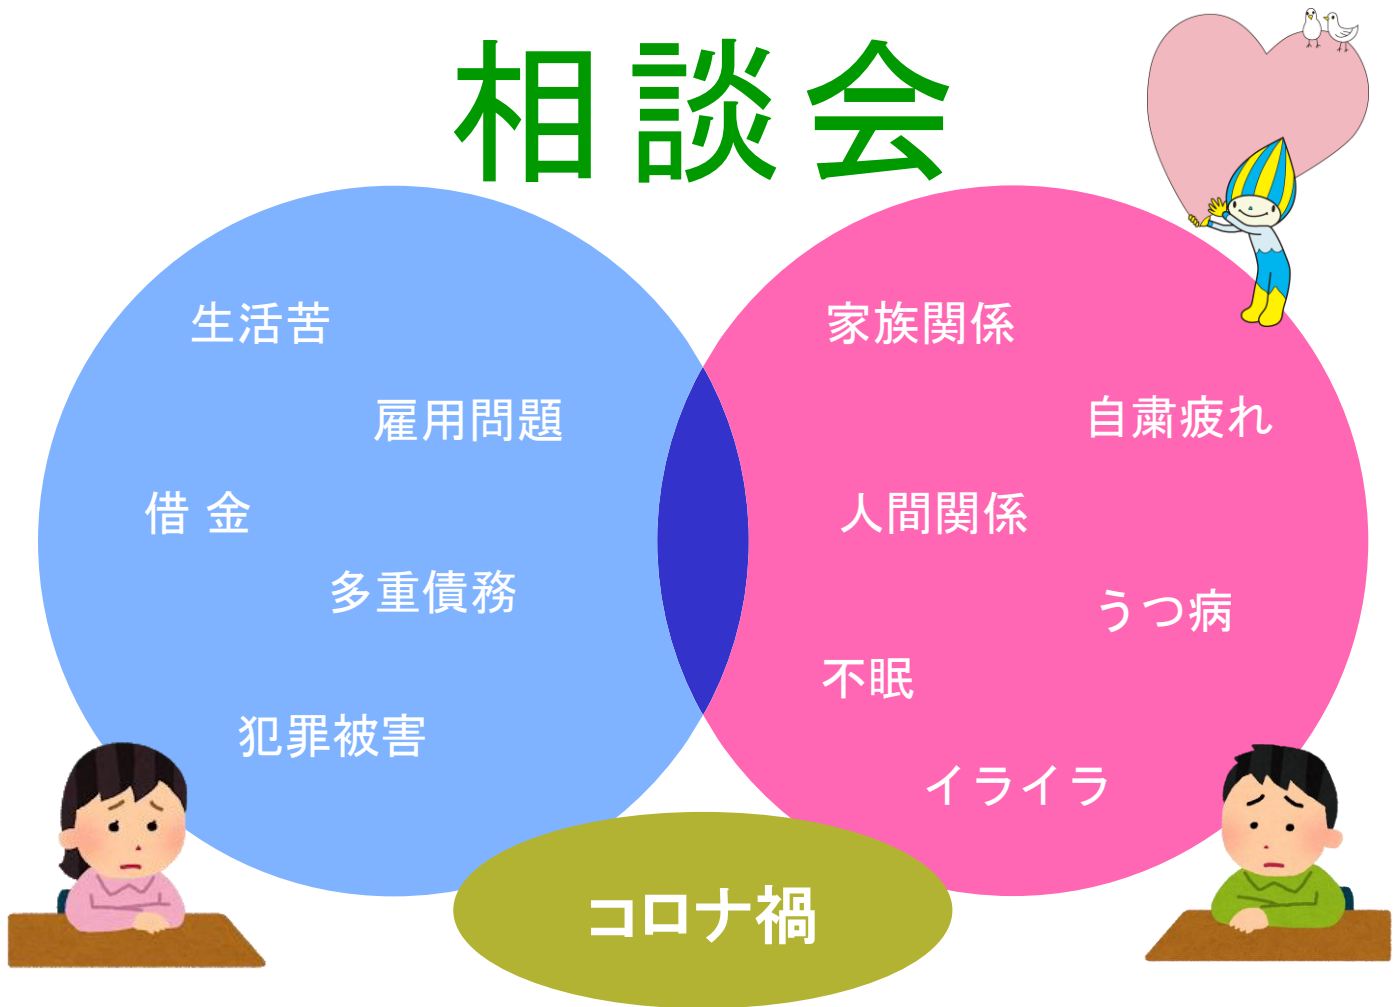 相談会
生活苦
雇用問題
借 金
多重債務
犯罪被害
家族関係
自粛疲れ
人間関係
うつ病
不眠
イライラ
コロナ禍